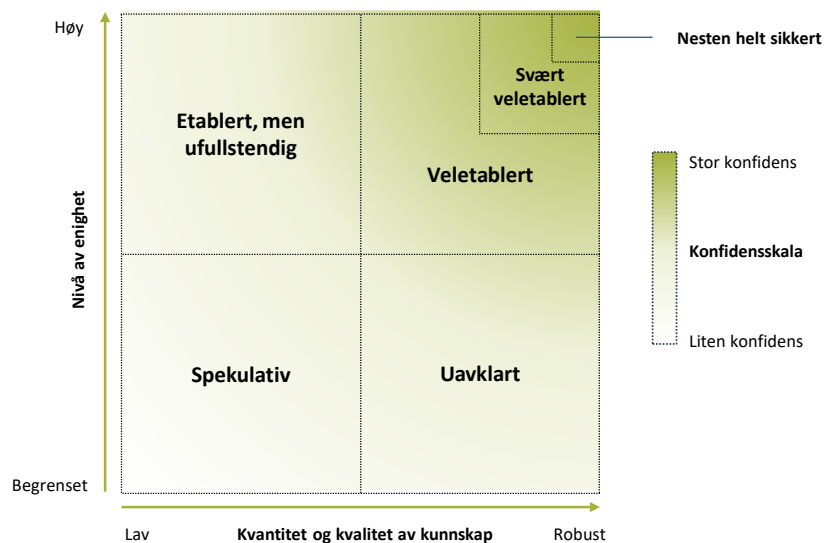 Høy
Nesten helt sikkert
Svært
veletablert
Etablert, men
ufullstendig
Veletablert
Stor konfidens
Nivå av enighet
Konfidensskala
Liten konfidens
Spekulativ
Uavklart
Begrenset
Lav
Kvantitet og kvalitet av kunnskap
Robust